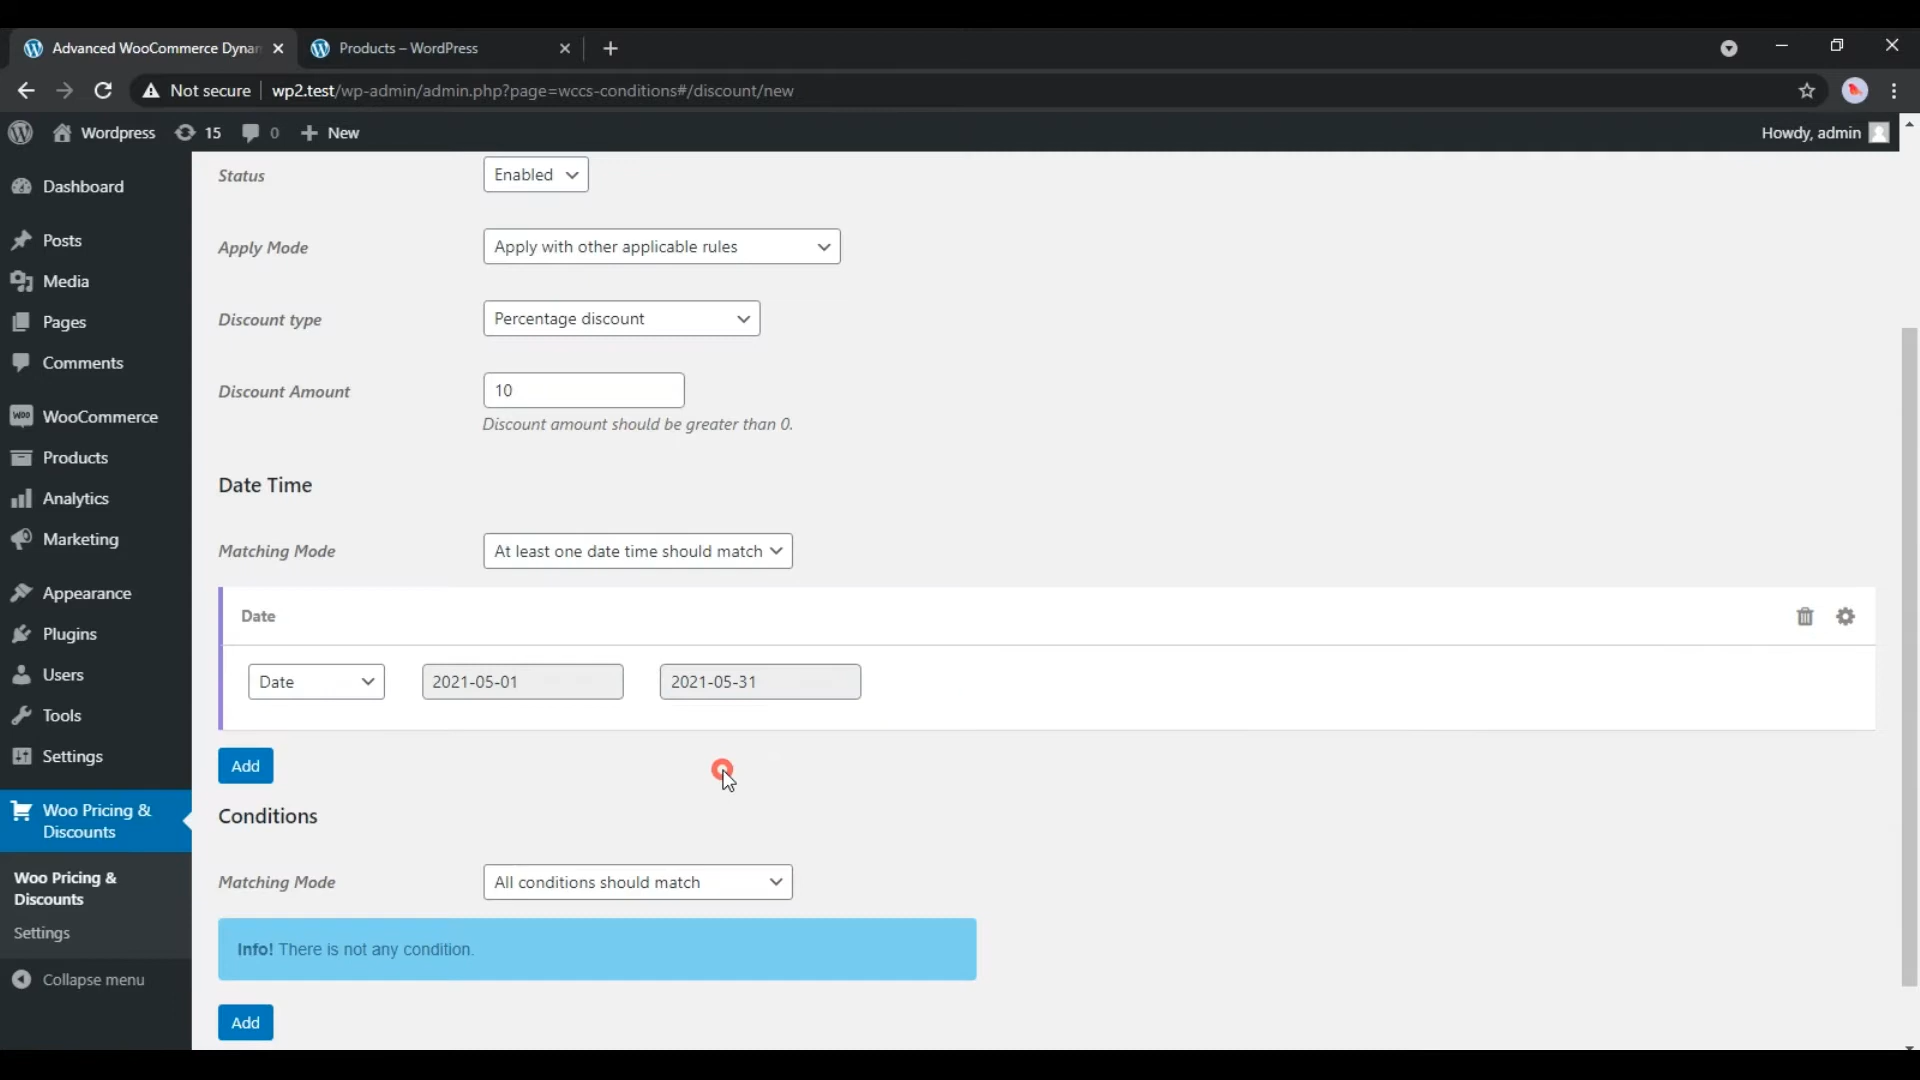 Advanced WooCommerce Dynan
Products – WordPress
Not secure
wp2.test/wp-admin/admin.php?page=wccs-conditions#/discount/new
Wordpress
15
0
New
Howdy, admin
Dashboard
Posts
Media
Pages
Comments
WOO
WooCommerce
Products
Analytics
Marketing
Appearance
Plugins
Users
Tools
Settings
Woo Pricing &
Discounts
Woo Pricing &
Discounts
Settings
Collapse menu
Status
Enabled
Apply Mode
Apply with other applicable rules
Discount type
Percentage discount
Discount Amount
10
Discount amount should be greater than 0.
Date Time
Matching Mode
At least one date time should match
Date
Date
2021-05-01
2021-05-31
Add
Conditions
Matching Mode
All conditions should match
Info! There is not any condition.
Add